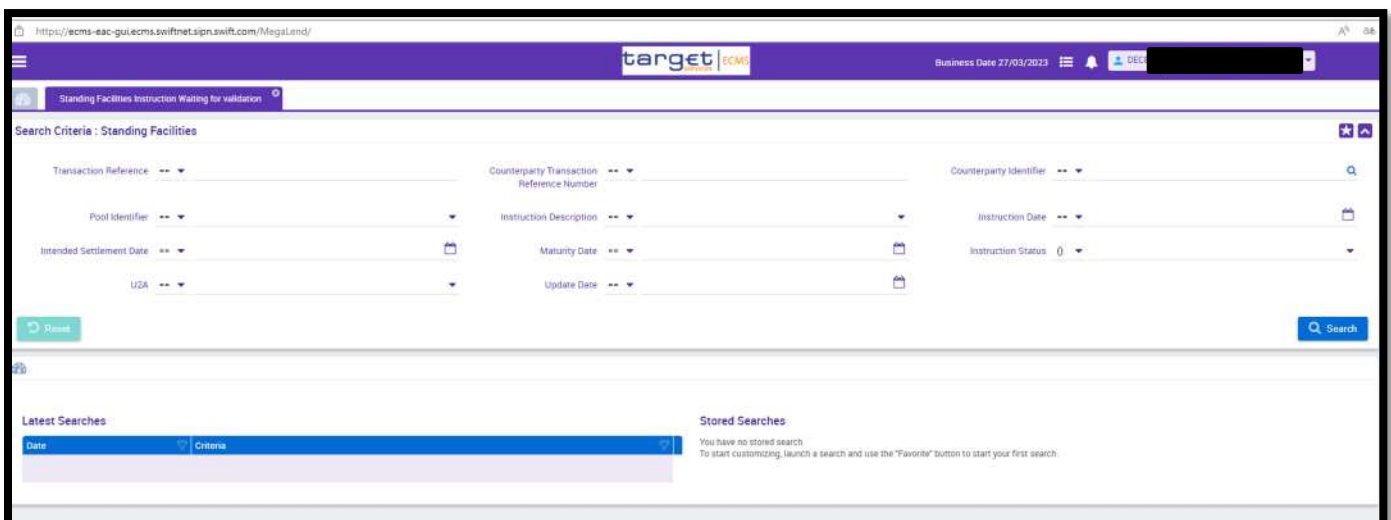 https://ecms-eac-gui.ecms.swiftnet.sipn.swift.com/MegaLend/
target SERVICES | ECMS
Business Date 27/03/2023
DECE
Standing Facilities Instruction Waiting for validation
Search Criteria : Standing Facilities
Transaction Reference --
Counterparty Transaction Reference Number --
Counterparty Identifier --
Pool Identifier --
Instruction Description --
Instruction Date --
Intended Settlement Date ==
Maturity Date --
Instruction Status ()
U2A --
Update Date --
Reset
Search
Latest Searches
Date
Criteria
Stored Searches
You have no stored search
To start customizing, launch a search and use the "Favorite" button to start your first search.